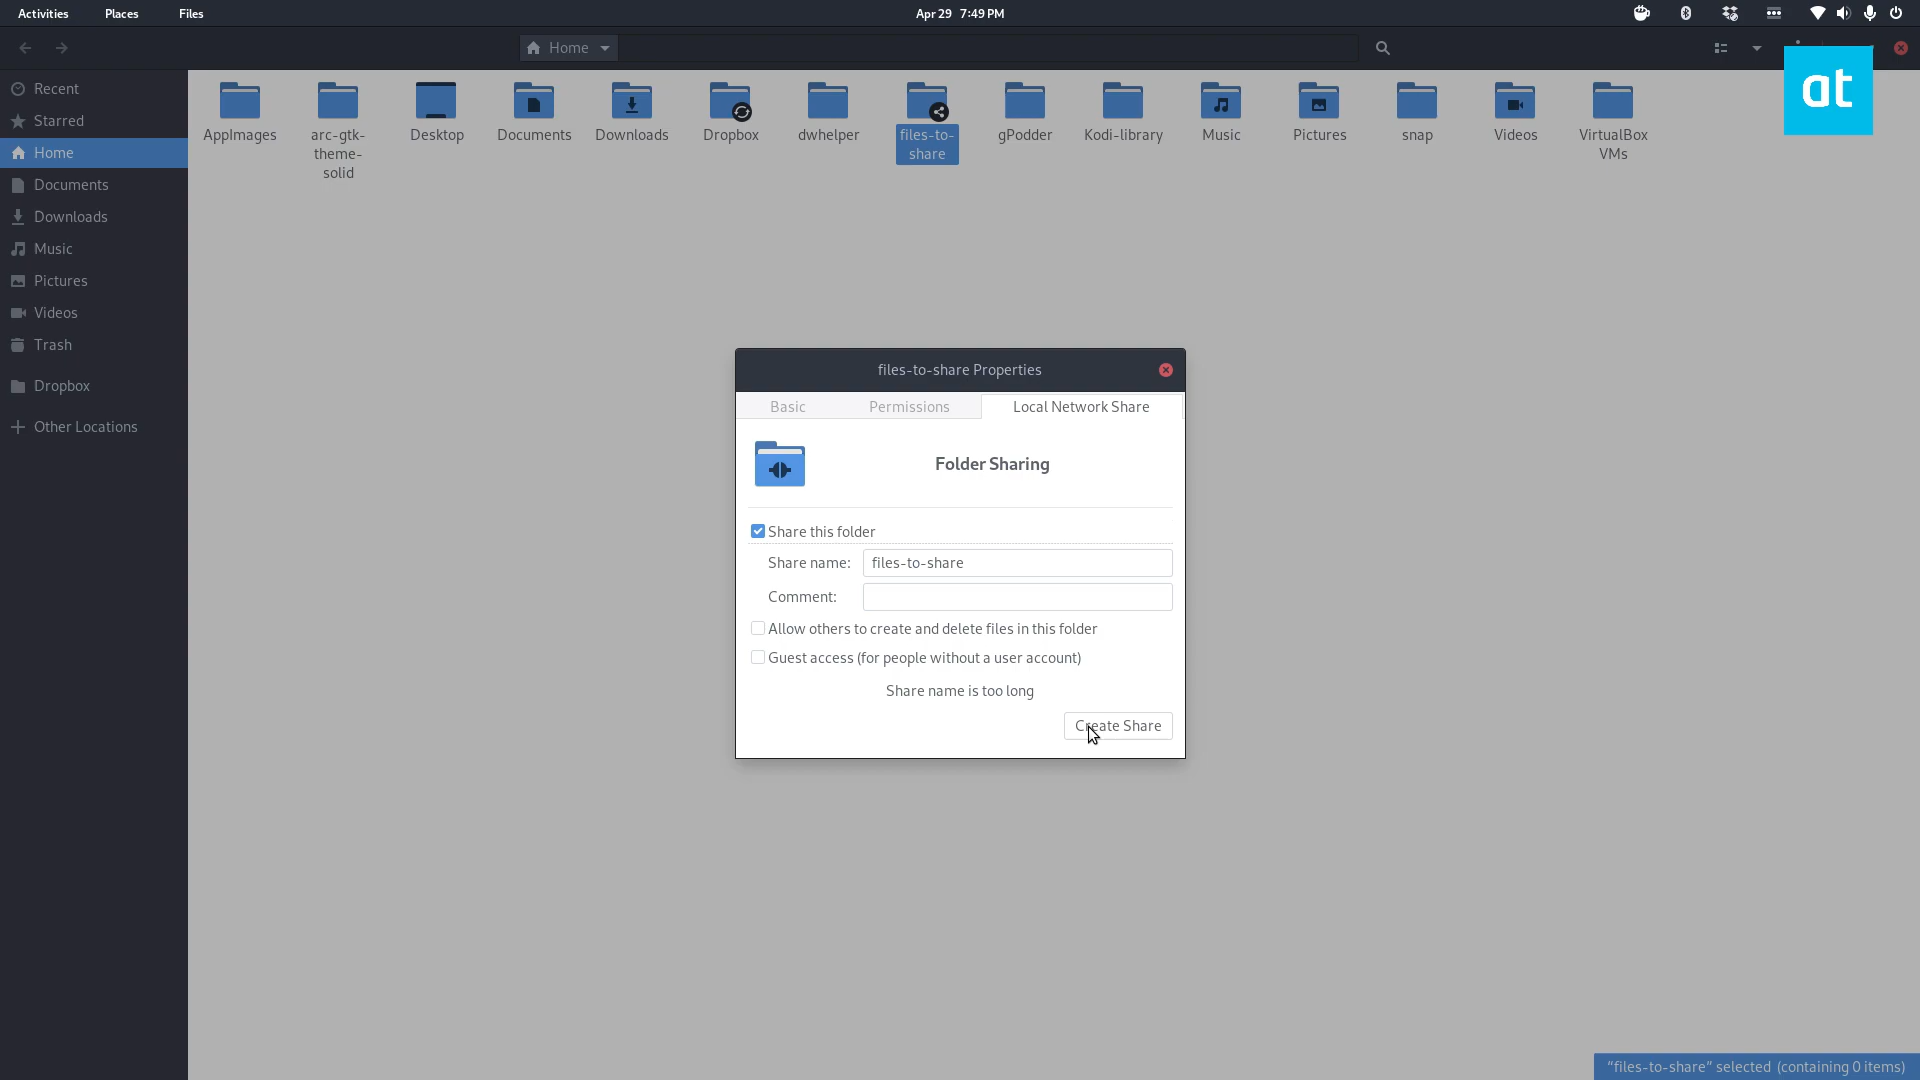 Activities Places Files Apr 29 7:49 PM
Home
at
Recent
Starred
Home
Documents
Downloads
Music
Pictures
Videos
Trash
Dropbox
Other Locations
AppImages
arc-gtk-
theme-
solid
Desktop
Documents
Downloads
Dropbox
dwhelper
files-to-
share
gPodder
Kodi-library
Music
Pictures
snap
Videos
VirtualBox
VMs
files-to-share Properties
Basic Permissions Local Network Share
Folder Sharing
Share this folder
Share name: files-to-share
Comment:
Allow others to create and delete files in this folder
Guest access (for people without a user account)
Share name is too long
Create Share
"files-to-share" selected (containing 0 items)